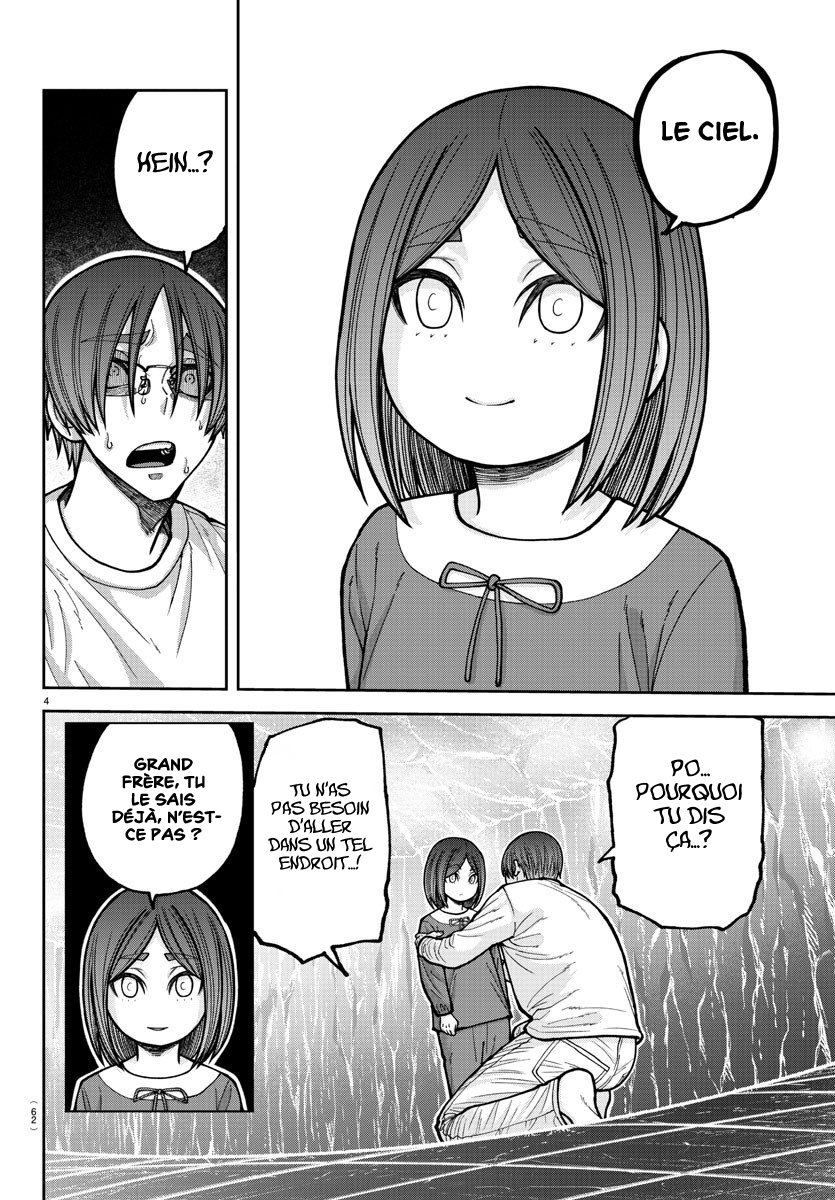 LE CIEL.
HEIN...?
4
PO...
POURQUOI
TU DIS
ÇA...?
TU N'AS
PAS BESOIN
D'ALLER
DANS UN TEL
ENDROIT...!
GRAND
FRÈRE, TU
LE SAIS
DÉJÀ, N'EST-
CE PAS ?
(62)